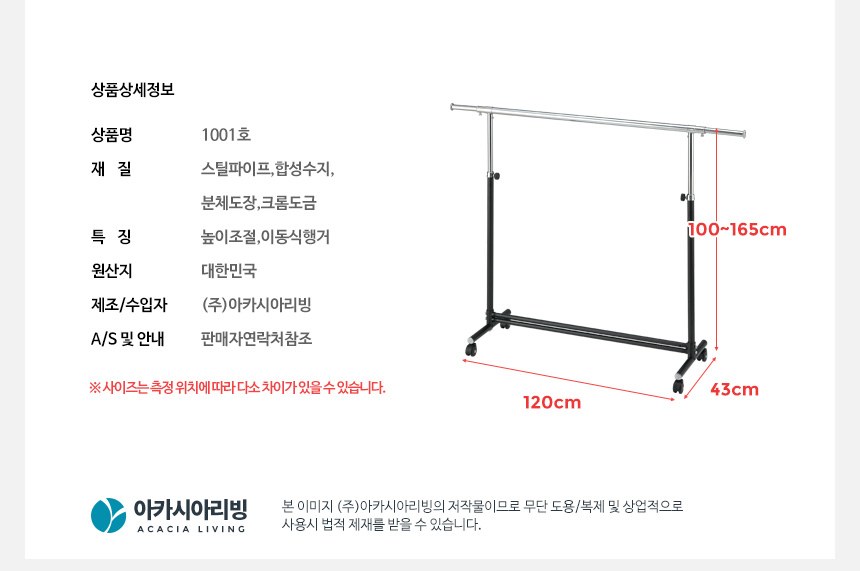 상품상세정보
상품명 1001호
재 질 스틸파이프,합성수지,
분체도장,크롬도금
특 징 높이조절,이동식행거
원산지 대한민국
제조/수입자 (주)아카시아리빙
A/S 및 안내 판매자연락처참조
※ 사이즈는 측정 위치에 따라 다소 차이가 있을 수 있습니다.
100~165cm
43cm
120cm
아카시아리빙
ACACIA LIVING
본 이미지 (주)아카시아리빙의 저작물이므로 무단 도용/복제 및 상업적으로
사용시 법적 제재를 받을 수 있습니다.